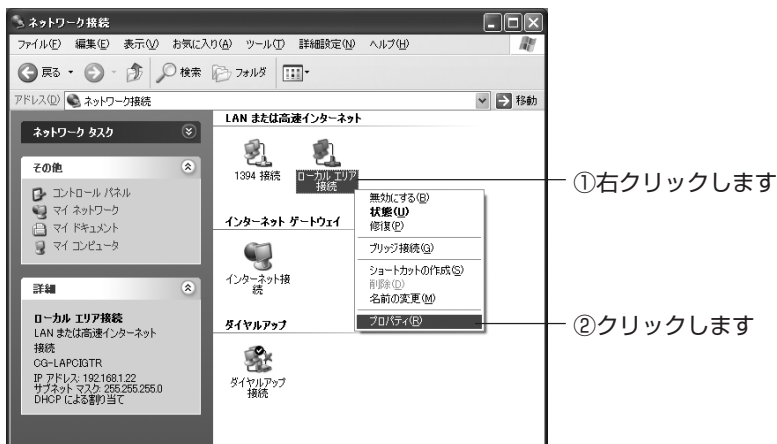 ネットワーク接続
ファイル(F) 編集(E) 表示(V) お気に入り(A) ツール(T) 詳細設定(N) ヘルプ(H)
戻る 検索 フォルダ
アドレス(D) ネットワーク接続 移動
ネットワーク タスク
その他
コントロール パネル
マイ ネットワーク
マイ ドキュメント
マイ コンピュータ
詳細
ローカル エリア接続
LAN または高速インターネット
接続
CG-LAPCIGTR
IP アドレス: 192.168.1.22
サブネット マスク: 255.255.255.0
DHCP による割り当て
LAN または高速インターネット
1394 接続
ローカル エリア
接続
無効にする(B)
状態(U)
修復(P)
ブリッジ接続(G)
ショートカットの作成(S)
削除(D)
名前の変更(M)
プロパティ(R)
インターネット ゲートウェイ
インターネット接
続
ダイヤルアップ
ダイヤルアップ
接続
①右クリックします
②クリックします